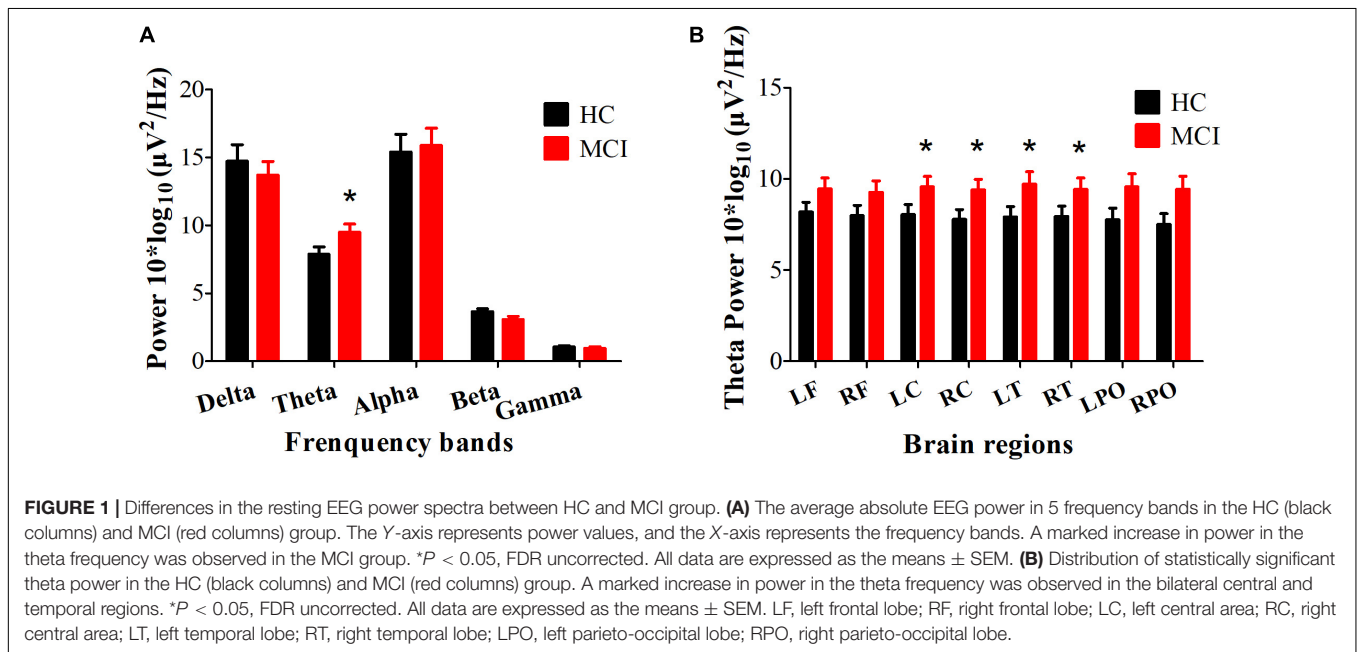 A
20
15
10
5
0
Power 10*log10 (µV2/Hz)
HC
MCI
*
Delta
Theta
Alpha
Beta
Gamma
Frenquency bands
B
15
10
5
0
Theta Power 10*log10 (µV2/Hz)
HC
MCI
* * * *
LF
RF
LC
RC
LT
RT
LPO
RPO
Brain regions
FIGURE 1 | Differences in the resting EEG power spectra between HC and MCI group. (A) The average absolute EEG power in 5 frequency bands in the HC (black
columns) and MCI (red columns) group. The Y-axis represents power values, and the X-axis represents the frequency bands. A marked increase in power in the
theta frequency was observed in the MCI group. *P < 0.05, FDR uncorrected. All data are expressed as the means ± SEM. (B) Distribution of statistically significant
theta power in the HC (black columns) and MCI (red columns) group. A marked increase in power in the theta frequency was observed in the bilateral central and
temporal regions. *P < 0.05, FDR uncorrected. All data are expressed as the means ± SEM. LF, left frontal lobe; RF, right frontal lobe; LC, left central area; RC, right
central area; LT, left temporal lobe; RT, right temporal lobe; LPO, left parieto-occipital lobe; RPO, right parieto-occipital lobe.